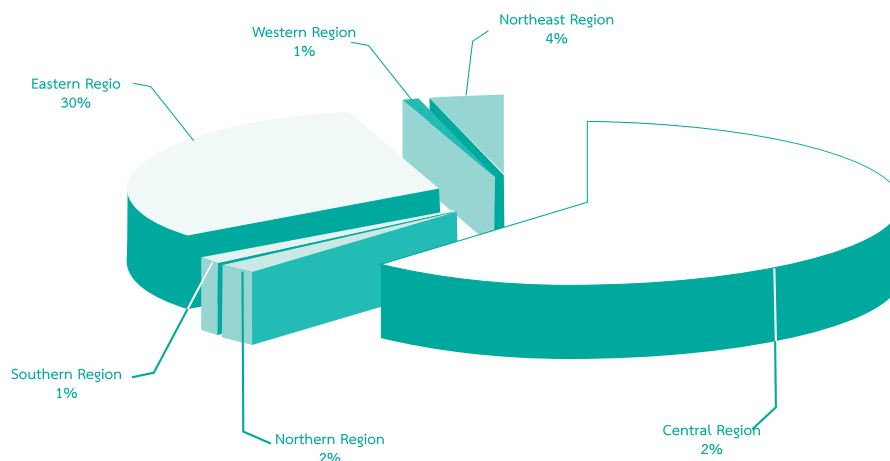 Northeast Region
4%
Western Region
1%
Eastern Regio
30%
Southern Region
1%
Northern Region
2%
Central Region
2%